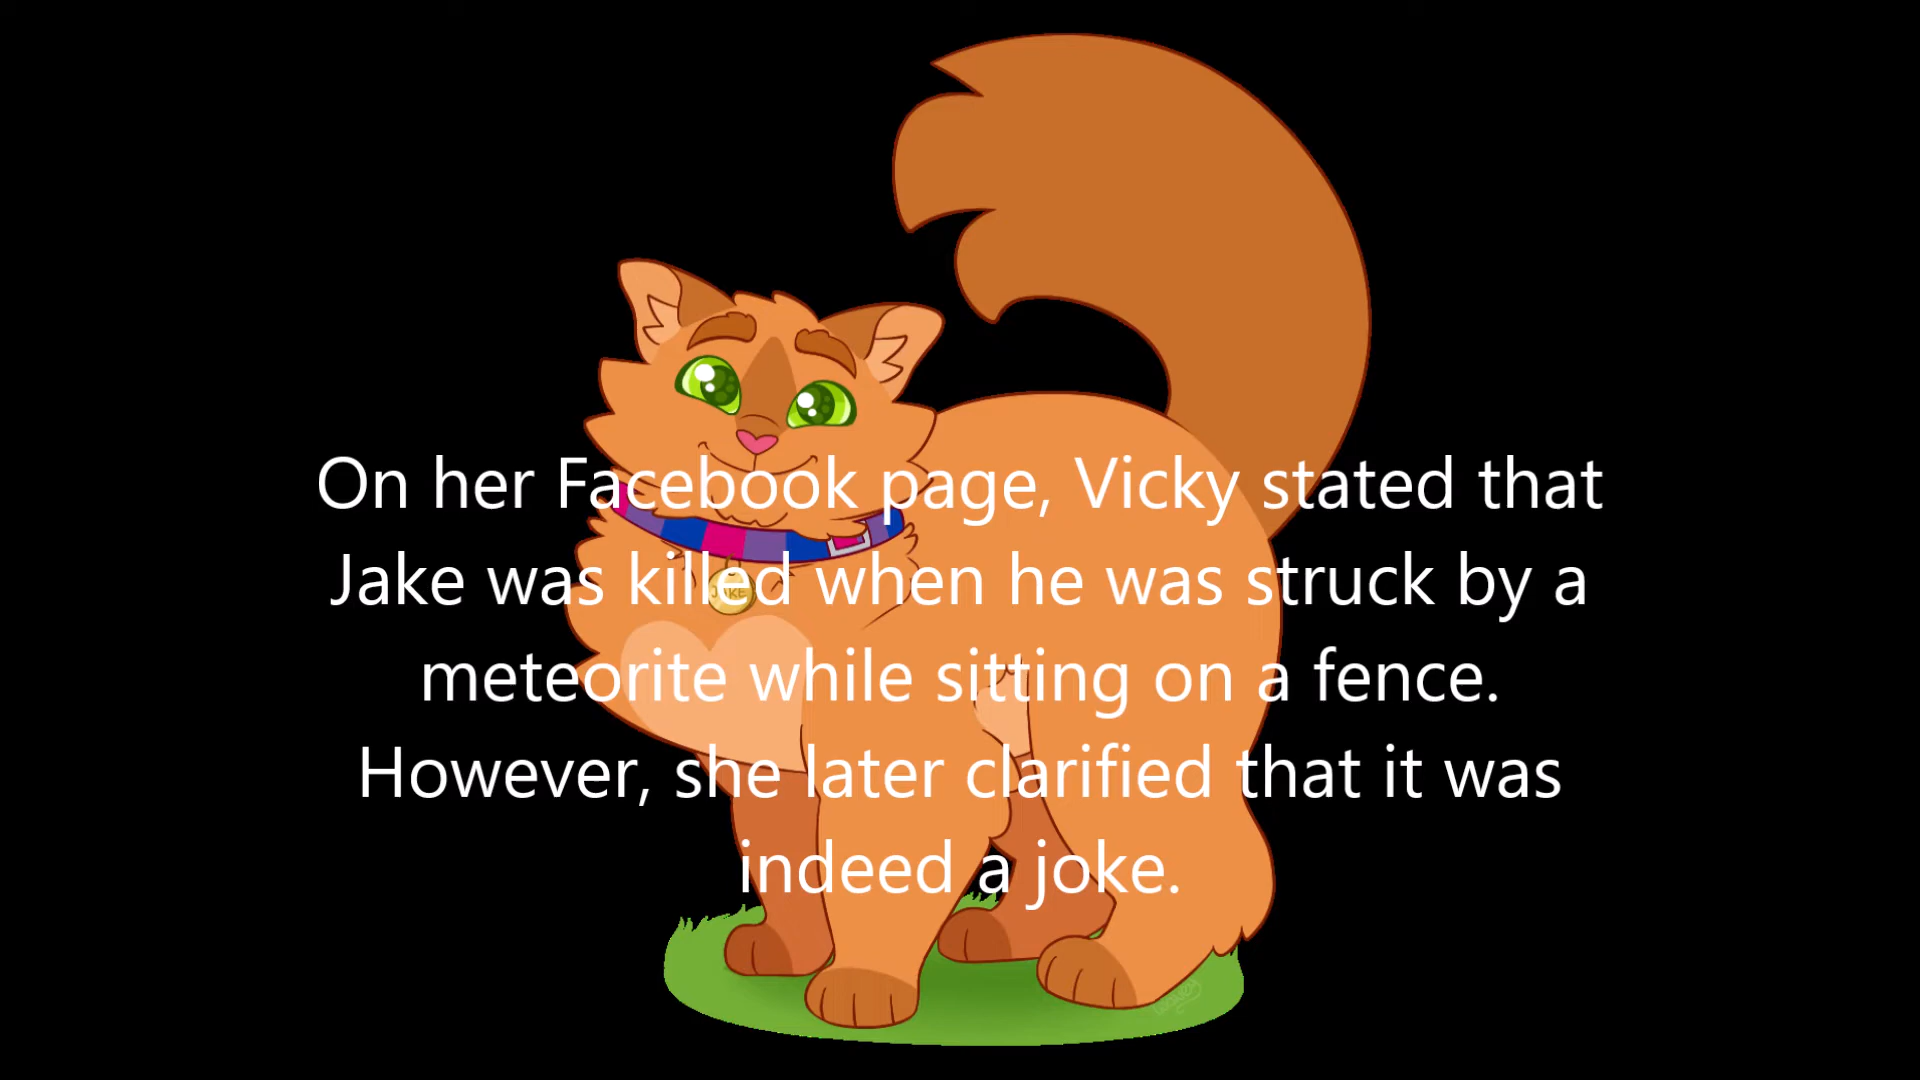 On her Facebook page, Vicky stated that
Jake was killed when he was struck by a
meteorite while sitting on a fence.
However, she later clarified that it was
indeed a joke.
JAKE